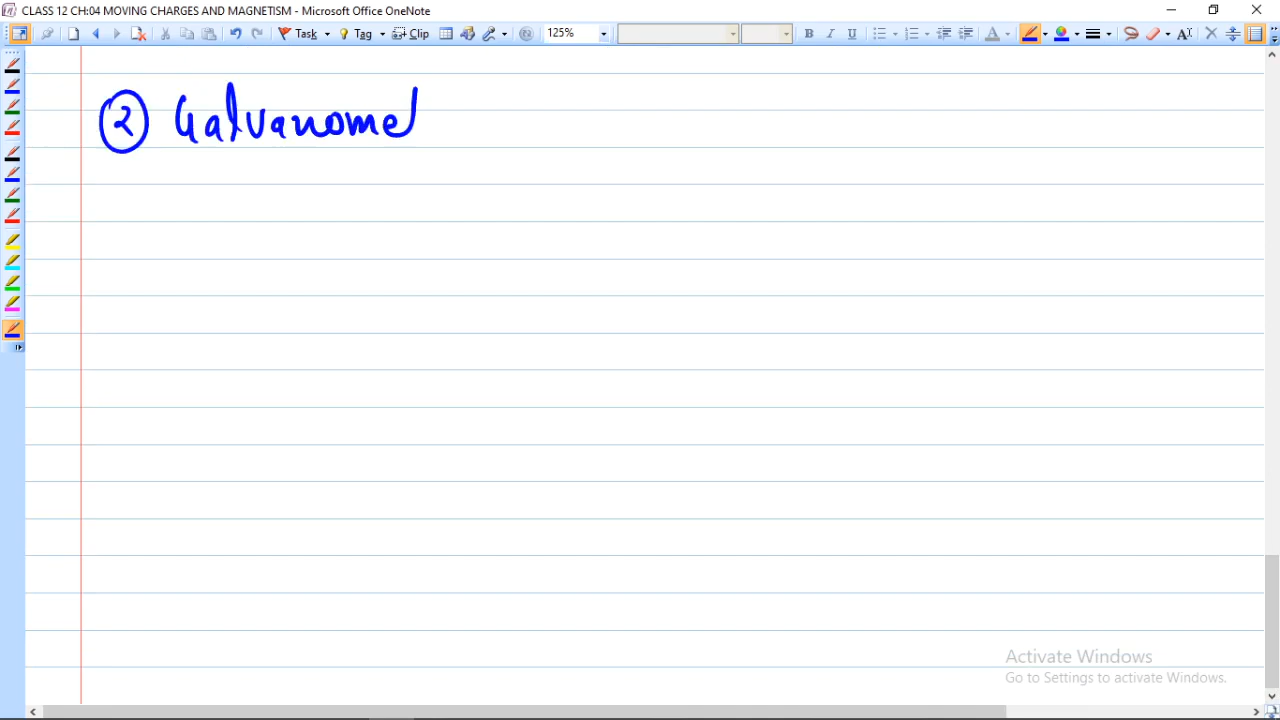 CLASS 12 CH:04 MOVING CHARGES AND MAGNETISM - Microsoft Office OneNote
Task Tag Clip 125% B I U A
② Galvanomet
Activate Windows
Go to Settings to activate Windows.